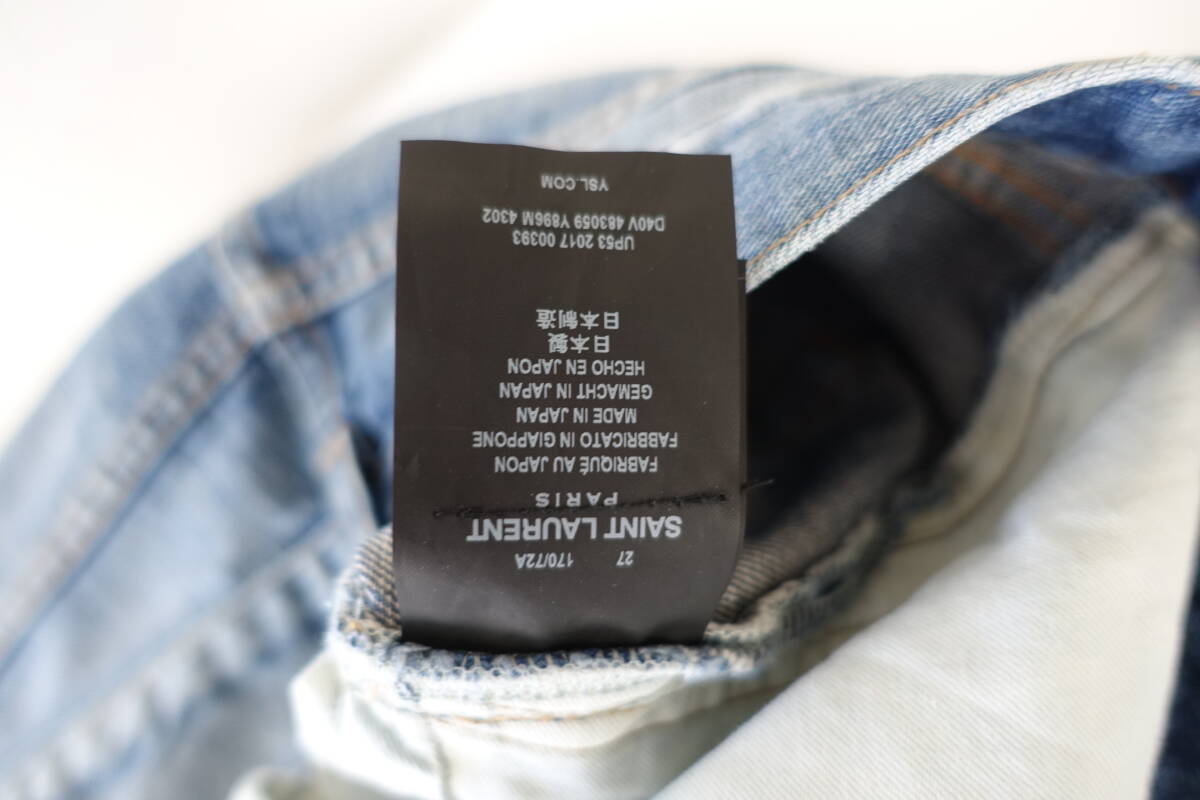 27 170/72A
SAINT LAURENT
PARIS
FABRIQUÉ AU JAPON
FABBRICATO IN GIAPPONE
MADE IN JAPAN
GEMACHT IN JAPAN
HECHO EN JAPON
日本製
日本制造
UP53 2017 00393
D40V 483059 Y896M 4302
YSL.COM